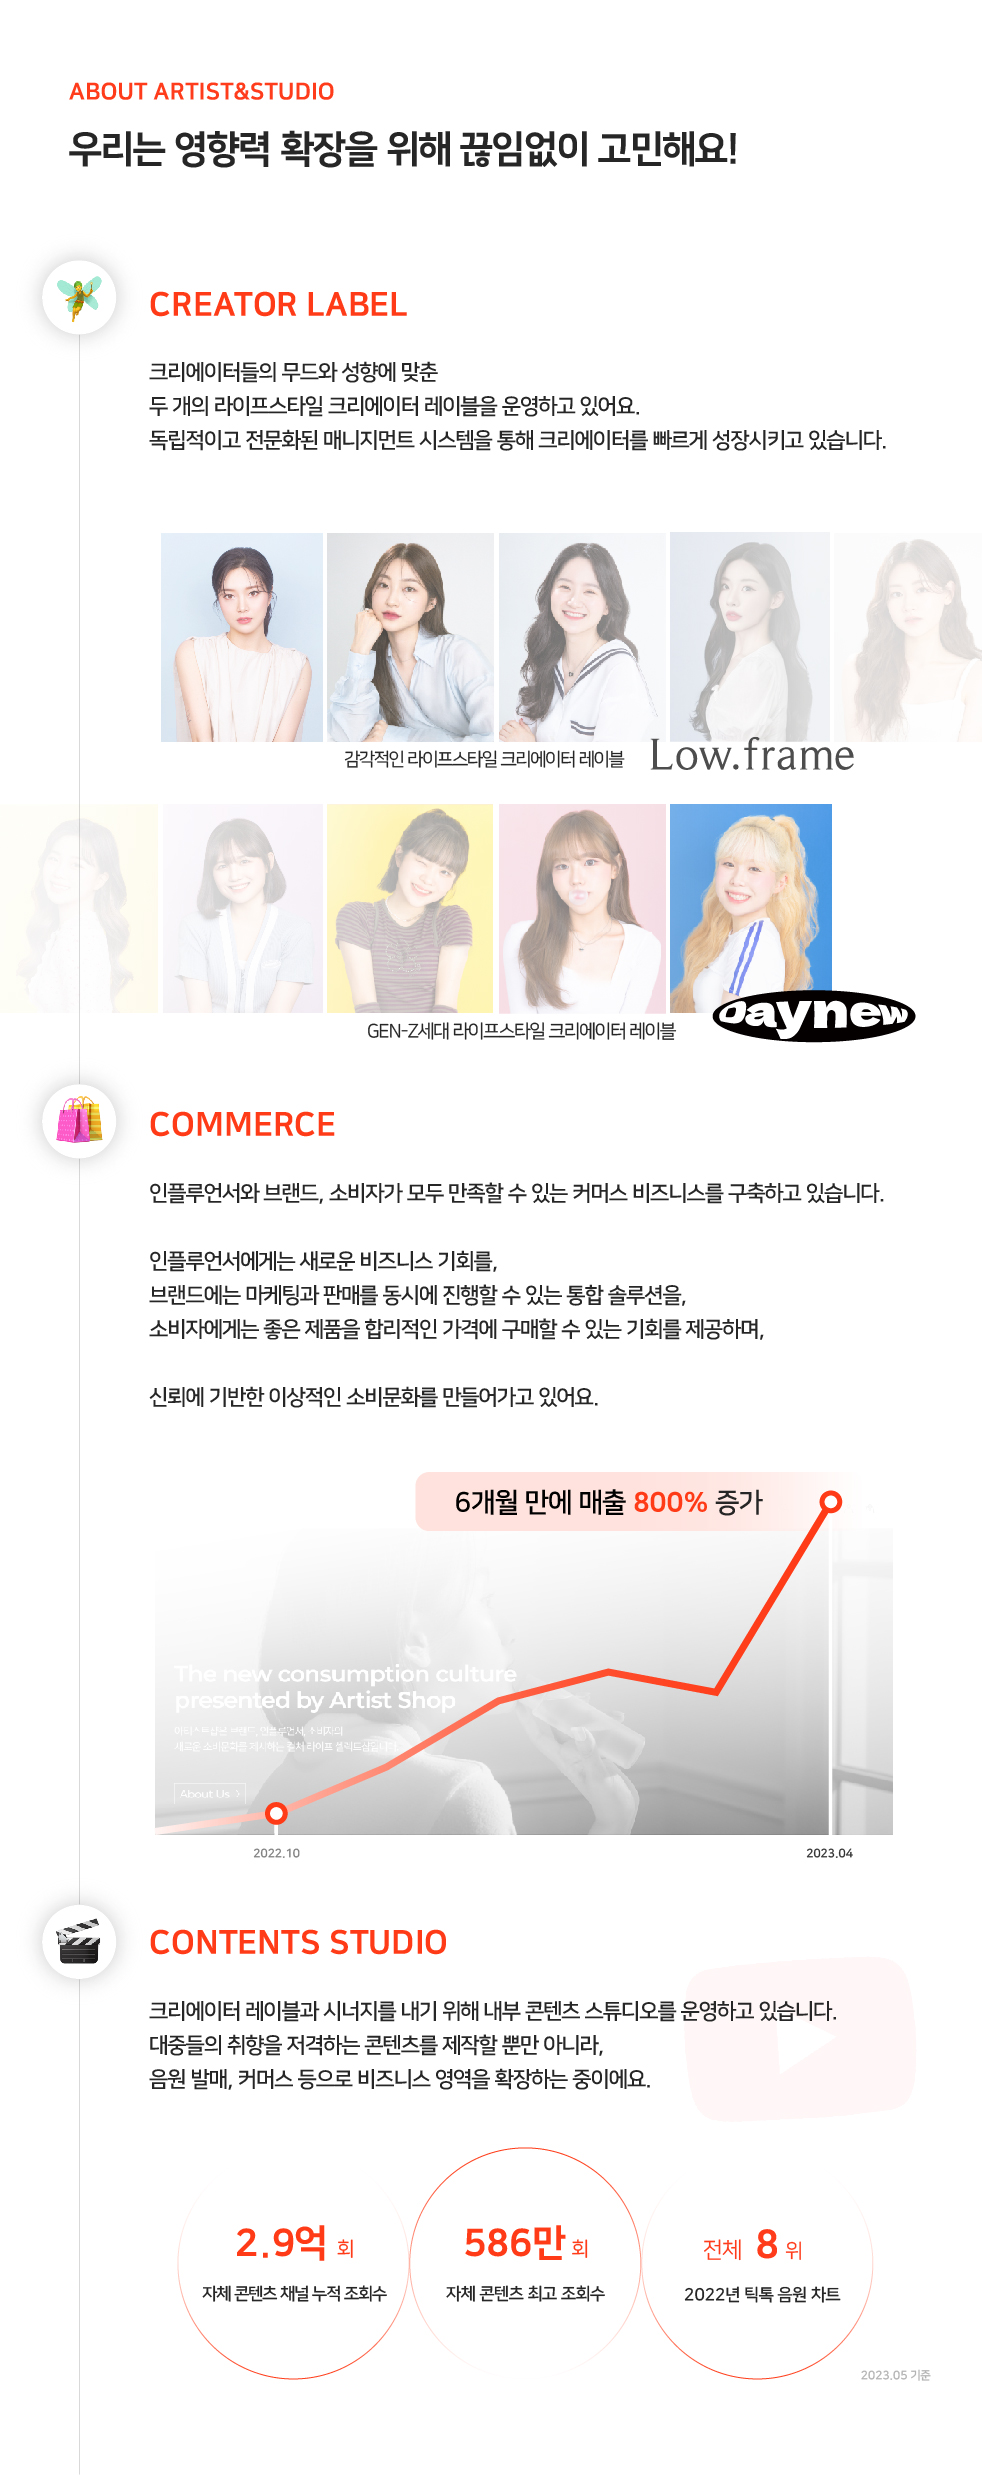 ABOUT ARTIST&STUDIO
우리는 영향력 확장을 위해 끊임없이 고민해요!
CREATOR LABEL
크리에이터들의 무드와 성향에 맞춘
두 개의 라이프스타일 크리에이터 레이블을 운영하고 있어요.
독립적이고 전문화된 매니지먼트 시스템을 통해 크리에이터를 빠르게 성장시키고 있습니다.
감각적인 라이프스타일 크리에이터 레이블 Low.frame
GEN-Z세대 라이프스타일 크리에이터 레이블 Daynew
COMMERCE
인플루언서와 브랜드, 소비자가 모두 만족할 수 있는 커머스 비즈니스를 구축하고 있습니다.
인플루언서에게는 새로운 비즈니스 기회를,
브랜드에는 마케팅과 판매를 동시에 진행할 수 있는 통합 솔루션을,
소비자에게는 좋은 제품을 합리적인 가격에 구매할 수 있는 기회를 제공하며,
신뢰에 기반한 이상적인 소비문화를 만들어가고 있어요.
6개월 만에 매출 800% 증가
The new consumption culture
presented by Artist Shop
About Us
2022.10
2023.04
CONTENTS STUDIO
크리에이터 레이블과 시너지를 내기 위해 내부 콘텐츠 스튜디오를 운영하고 있습니다.
대중들의 취향을 저격하는 콘텐츠를 제작할 뿐만 아니라,
음원 발매, 커머스 등으로 비즈니스 영역을 확장하는 중이에요.
2.9억 회
자체 콘텐츠 채널 누적 조회수
586만 회
자체 콘텐츠 최고 조회수
전체 8 위
2022년 틱톡 음원 차트
2023.05 기준